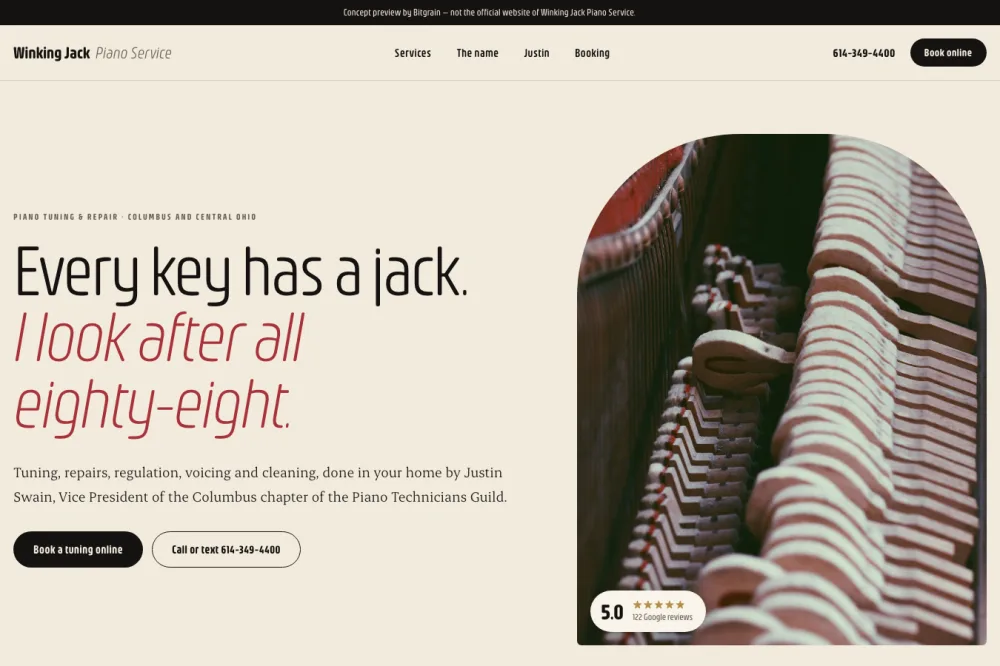 Concept preview by Bitgrain — not the official website of Winking Jack Piano Service.
Winking Jack Piano Service
Services
The name
Justin
Booking
614-349-4400
Book online
PIANO TUNING & REPAIR · COLUMBUS AND CENTRAL OHIO
Every key has a jack.
I look after all
eighty-eight.
Tuning, repairs, regulation, voicing and cleaning, done in your home by Justin
Swain, Vice President of the Columbus chapter of the Piano Technicians Guild.
Book a tuning online
Call or text 614-349-4400
5.0
122 Google reviews